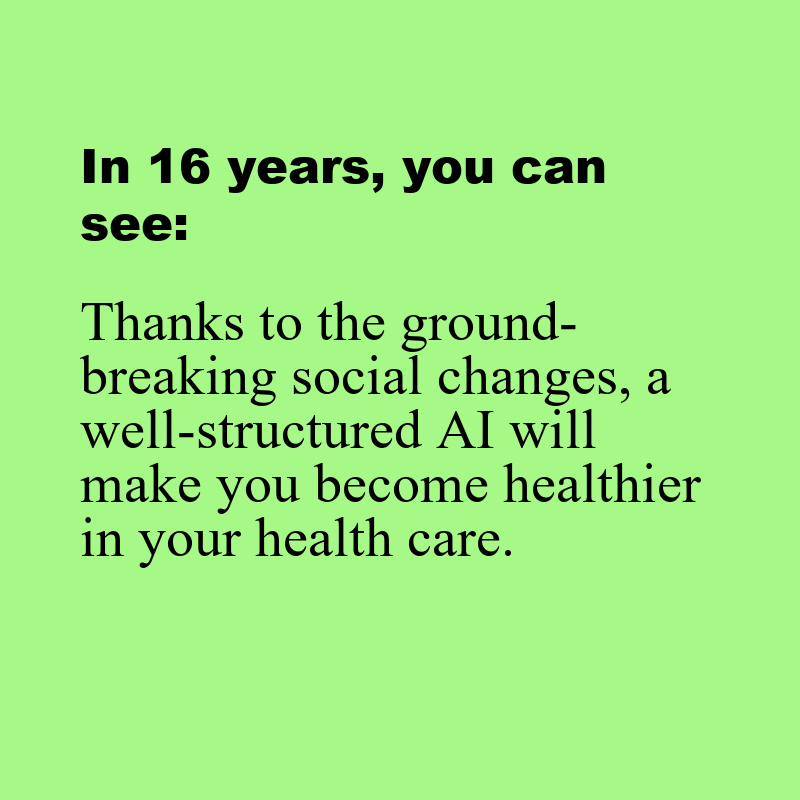 In 16 years, you can
see:
Thanks to the ground-
breaking social changes, a
well-structured AI will
make you become healthier
in your health care.